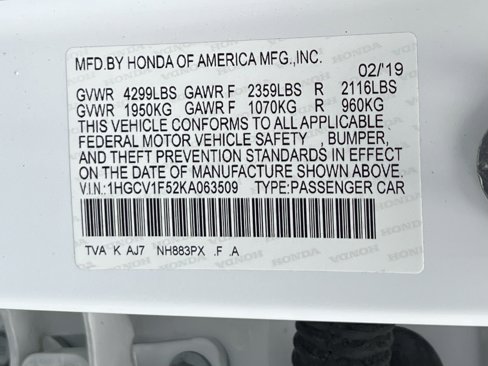 MFD.BY HONDA OF AMERICA MFG.,INC.
02/'19
GVWR 4299LBS GAWR F 2359LBS R 2116LBS
GVWR 1950KG GAWR F 1070KG R 960KG
THIS VEHICLE CONFORMS TO ALL APPLICABLE
FEDERAL MOTOR VEHICLE SAFETY , BUMPER,
AND THEFT PREVENTION STANDARDS IN EFFECT
ON THE DATE OF MANUFACTURE SHOWN ABOVE.
V.I.N.:1HGCV1F52KA063509 TYPE:PASSENGER CAR
TVA K AJ7 NH883PX .F .A